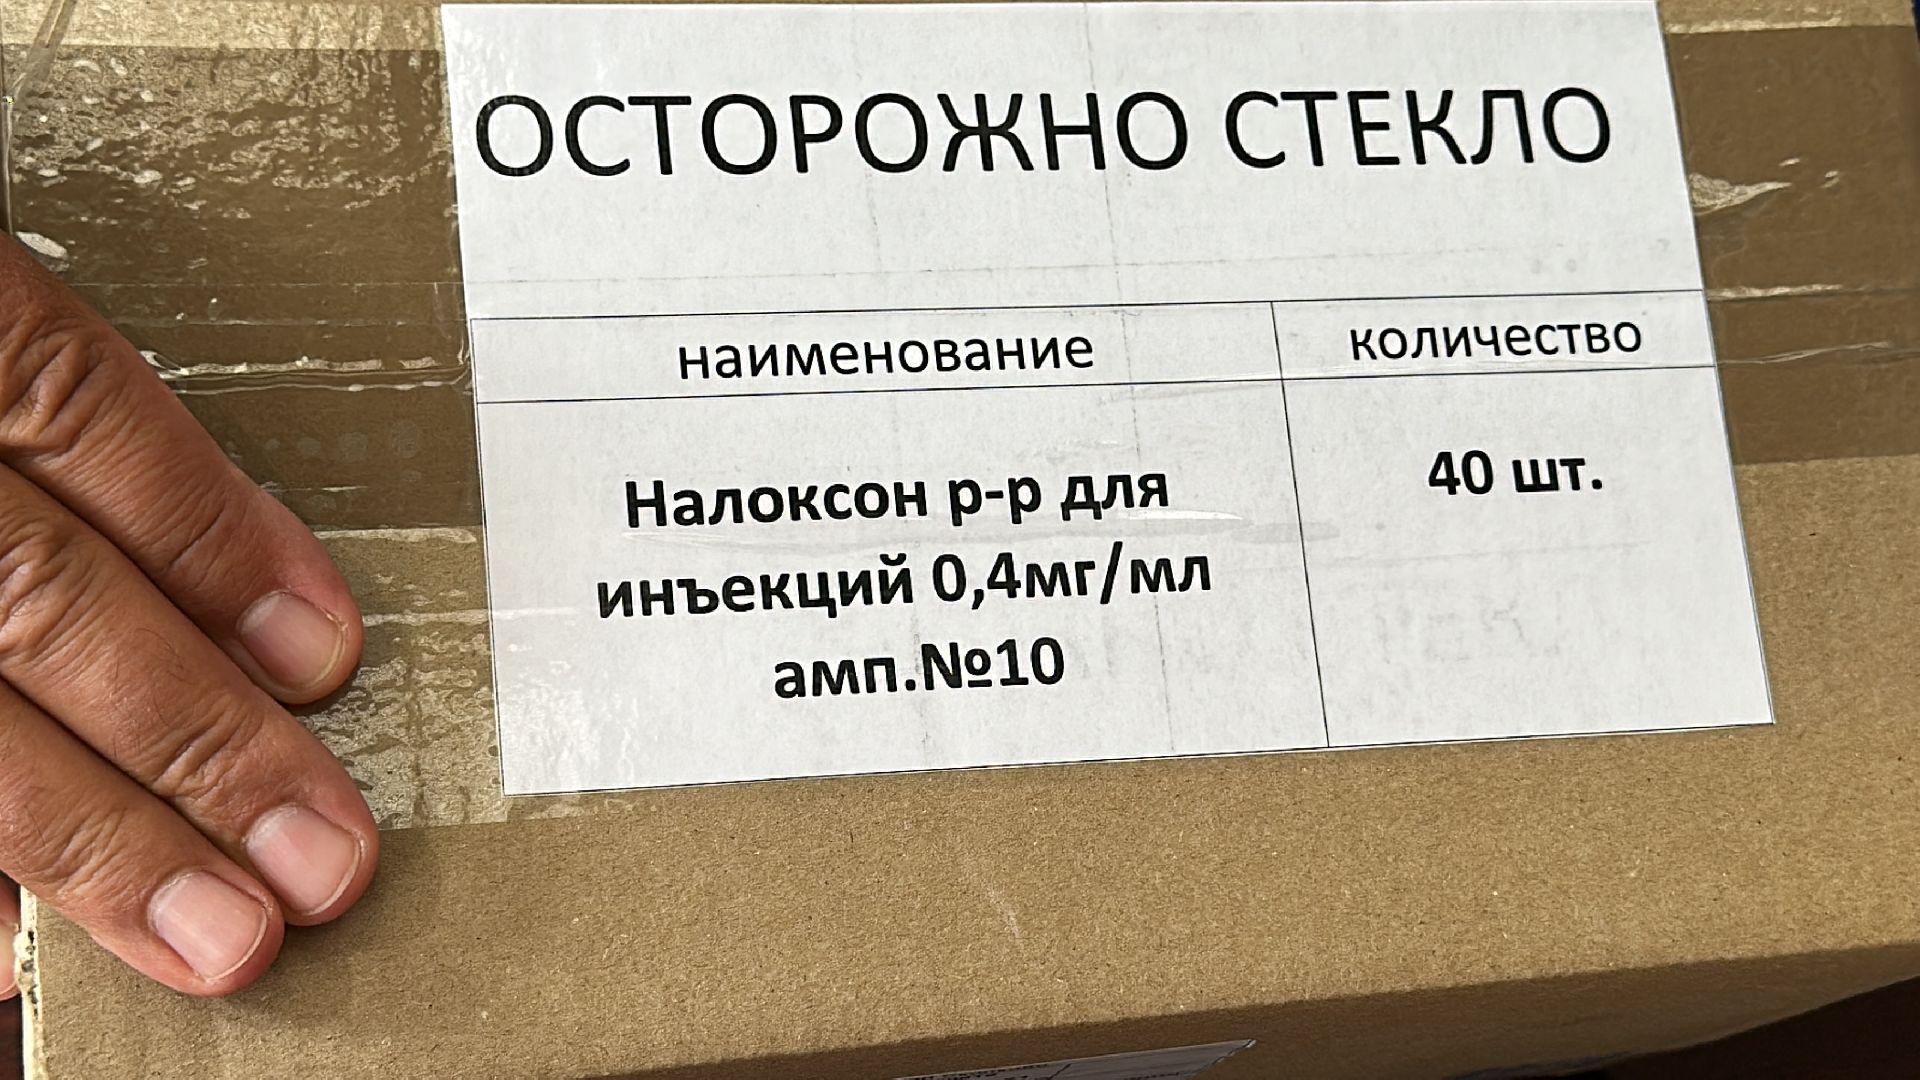 ОСТОРОЖНО СТЕКЛО
наименование
количество
Налоксон р-р для
инъекций 0,4мг/мл
амп.№10
40 шт.